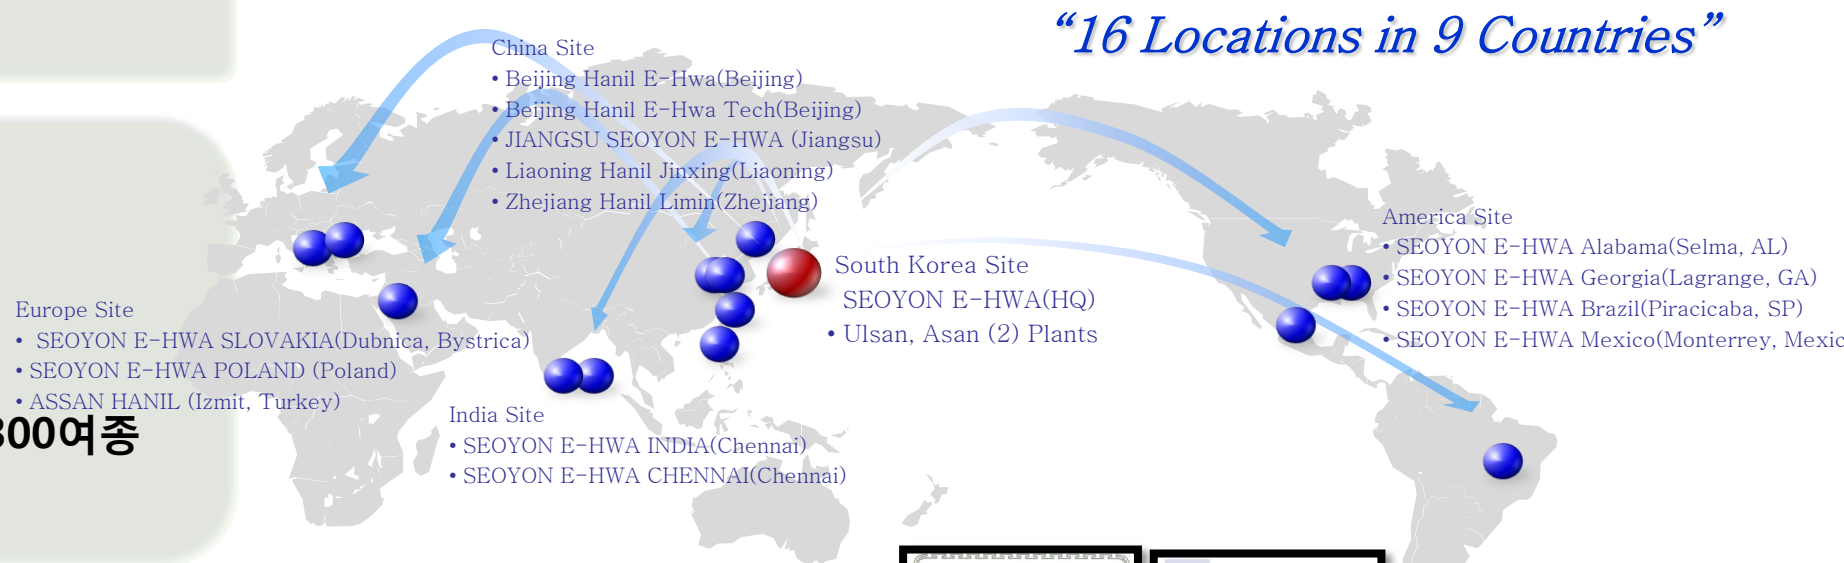 “16 Locations in 9 Countries”
China Site
• Beijing Hanil E-Hwa(Beijing)
• Beijing Hanil E-Hwa Tech(Beijing)
• JIANGSU SEOYON E-HWA (Jiangsu)
• Liaoning Hanil Jinxing(Liaoning)
• Zhejiang Hanil Limin(Zhejiang)
America Site
• SEOYON E-HWA Alabama(Selma, AL)
• SEOYON E-HWA Georgia(Lagrange, GA)
• SEOYON E-HWA Brazil(Piracicaba, SP)
• SEOYON E-HWA Mexico(Monterrey, Mexic
South Korea Site
SEOYON E-HWA(HQ)
• Ulsan, Asan (2) Plants
Europe Site
• SEOYON E-HWA SLOVAKIA(Dubnica, Bystrica)
• SEOYON E-HWA POLAND (Poland)
• ASSAN HANIL (Izmit, Turkey)
300여종
India Site
• SEOYON E-HWA INDIA(Chennai)
• SEOYON E-HWA CHENNAI(Chennai)